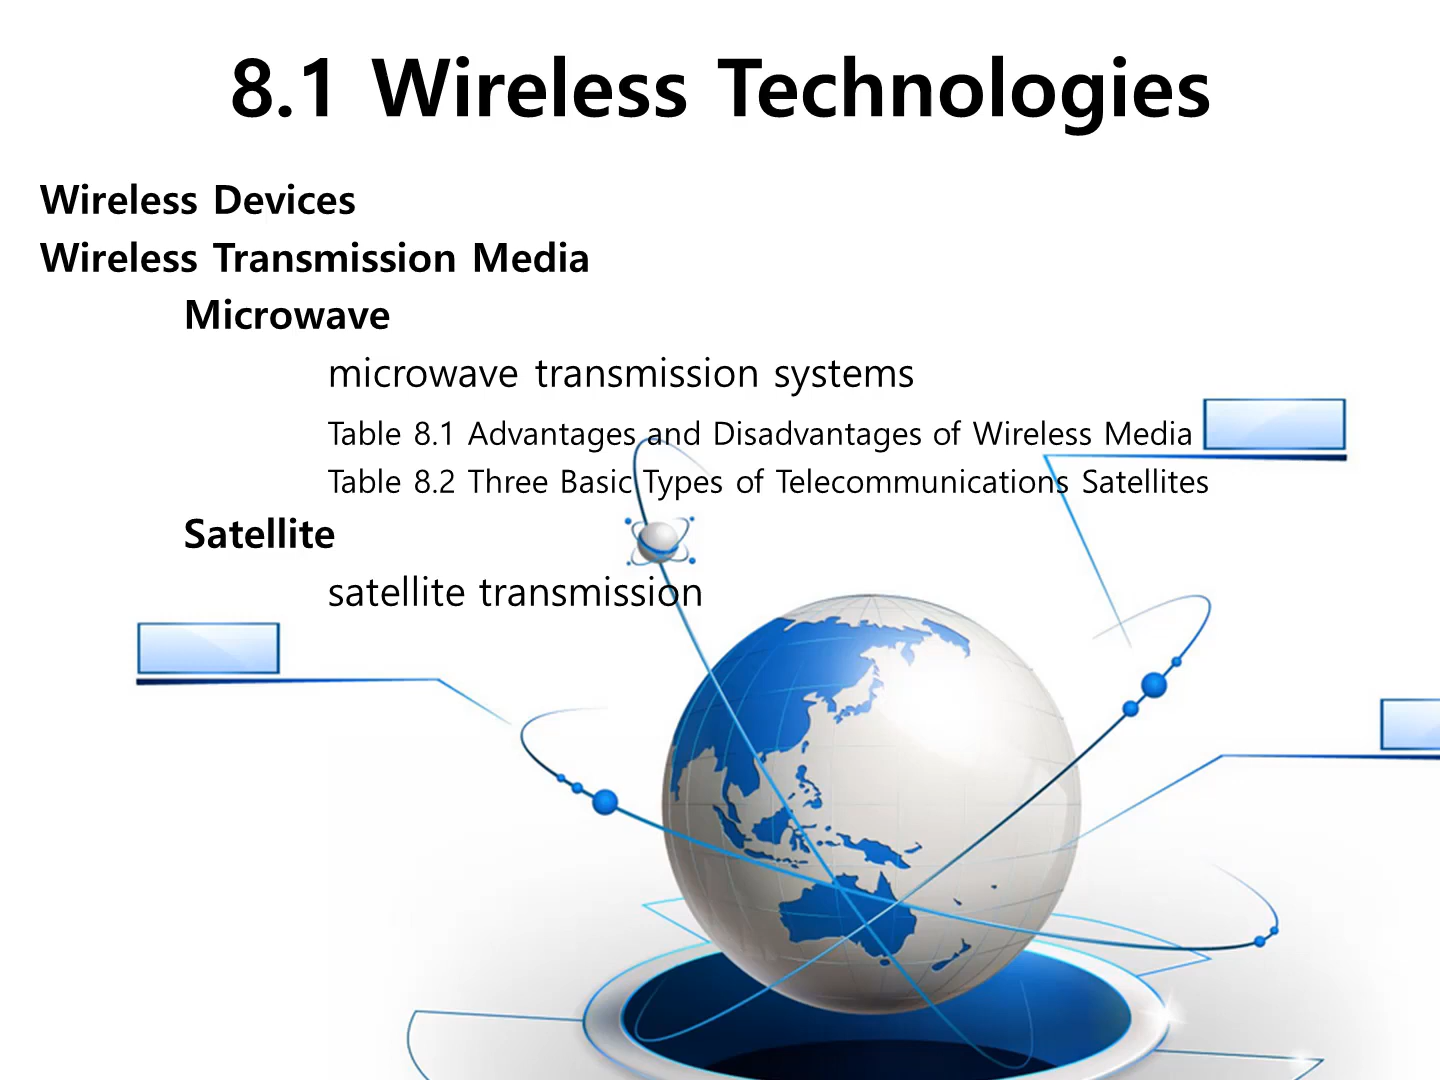 8.1 Wireless Technologies
Wireless Devices
Wireless Transmission Media
Microwave
microwave transmission systems
Table 8.1 Advantages and Disadvantages of Wireless Media
Table 8.2 Three Basic Types of Telecommunications Satellites
Satellite
satellite transmission